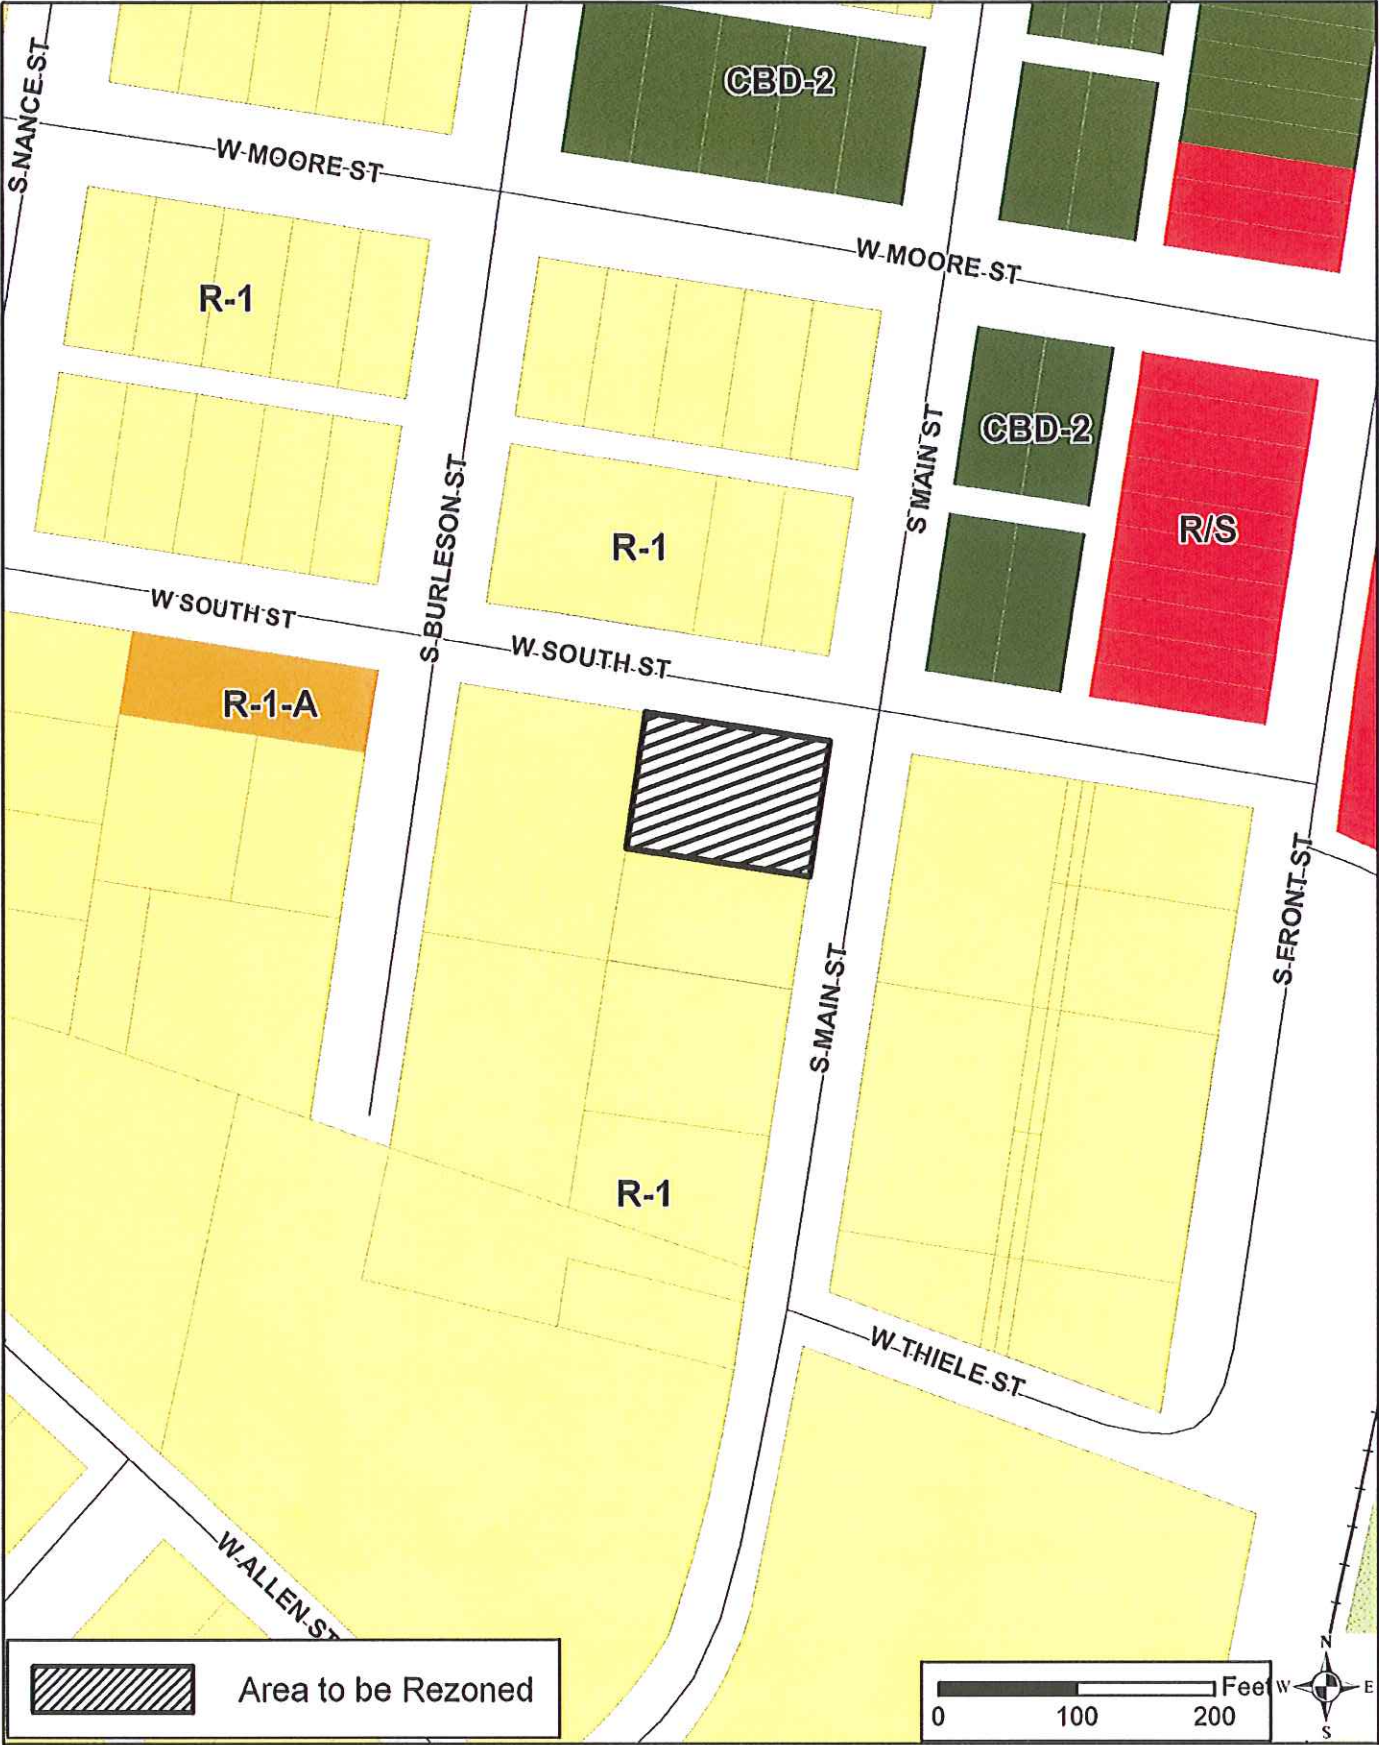 S NANCE ST
CBD-2
W MOORE ST
W MOORE ST
R-1
S MAIN ST
CBD-2
R/S
S BURLESON ST
R-1
W SOUTH ST
W SOUTH ST
R-1-A
S FRONT ST
S MAIN ST
R-1
W THIELE ST
W ALLEN ST
Area to be Rezoned
Feet
0 100 200
N
W E
S